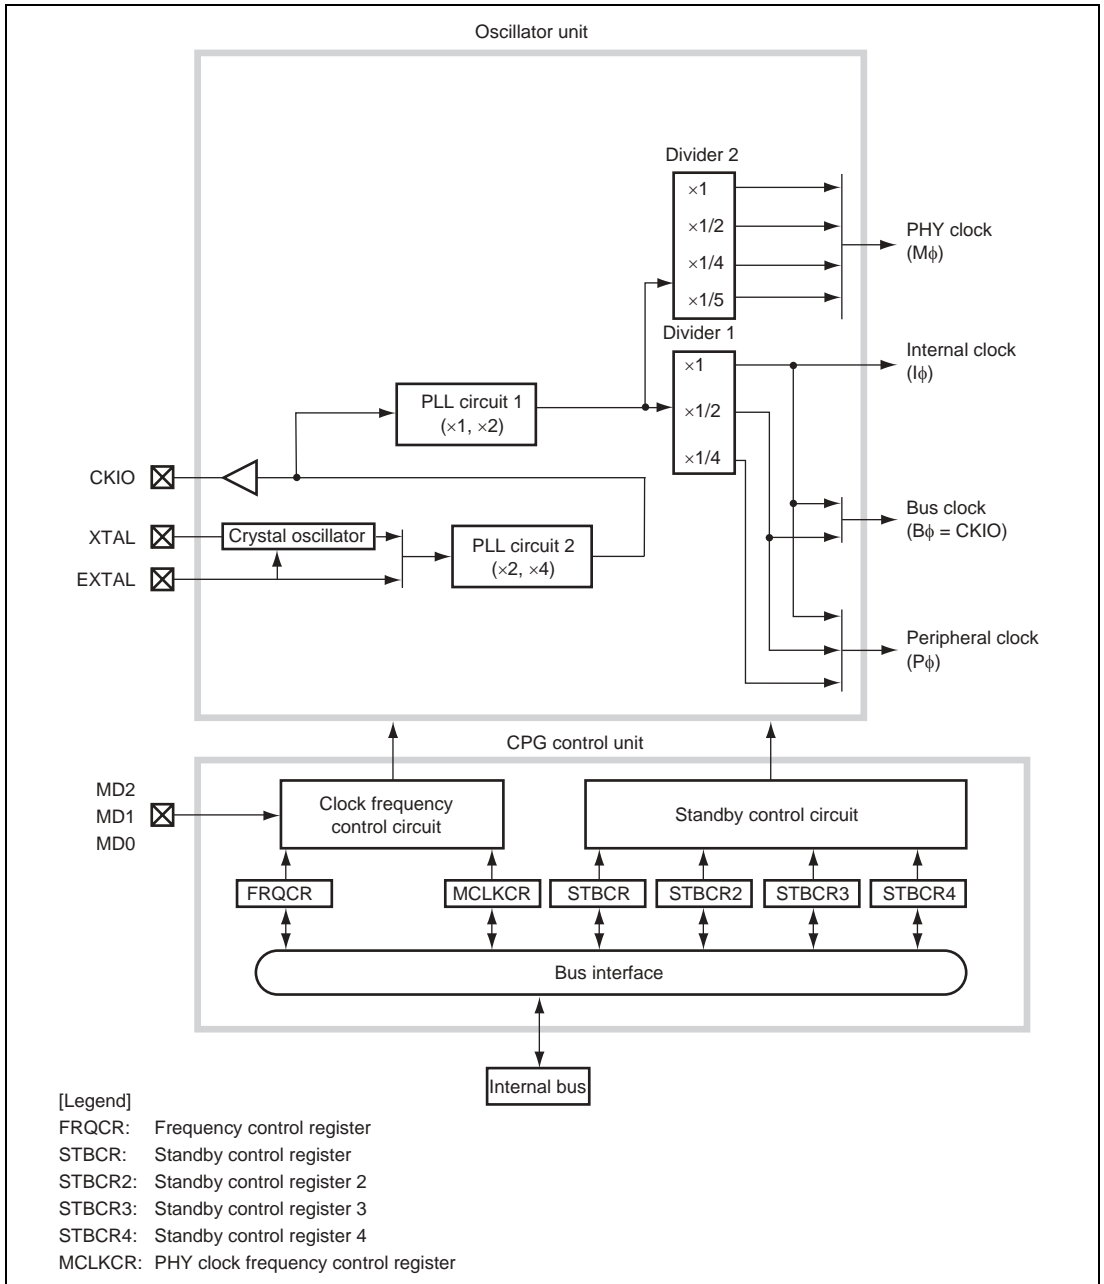 Oscillator unit
Divider 2
×1
×1/2
×1/4
×1/5
PHY clock
(Mϕ)
Divider 1
×1
×1/2
×1/4
Internal clock
(Iϕ)
PLL circuit 1
(×1, ×2)
CKIO
Bus clock
(Bϕ = CKIO)
XTAL
Crystal oscillator
PLL circuit 2
(×2, ×4)
EXTAL
Peripheral clock
(Pϕ)
CPG control unit
MD2
MD1
MD0
Clock frequency
control circuit
Standby control circuit
FRQCR
MCLKCR
STBCR
STBCR2
STBCR3
STBCR4
Bus interface
Internal bus
[Legend]
FRQCR: Frequency control register
STBCR: Standby control register
STBCR2: Standby control register 2
STBCR3: Standby control register 3
STBCR4: Standby control register 4
MCLKCR: PHY clock frequency control register